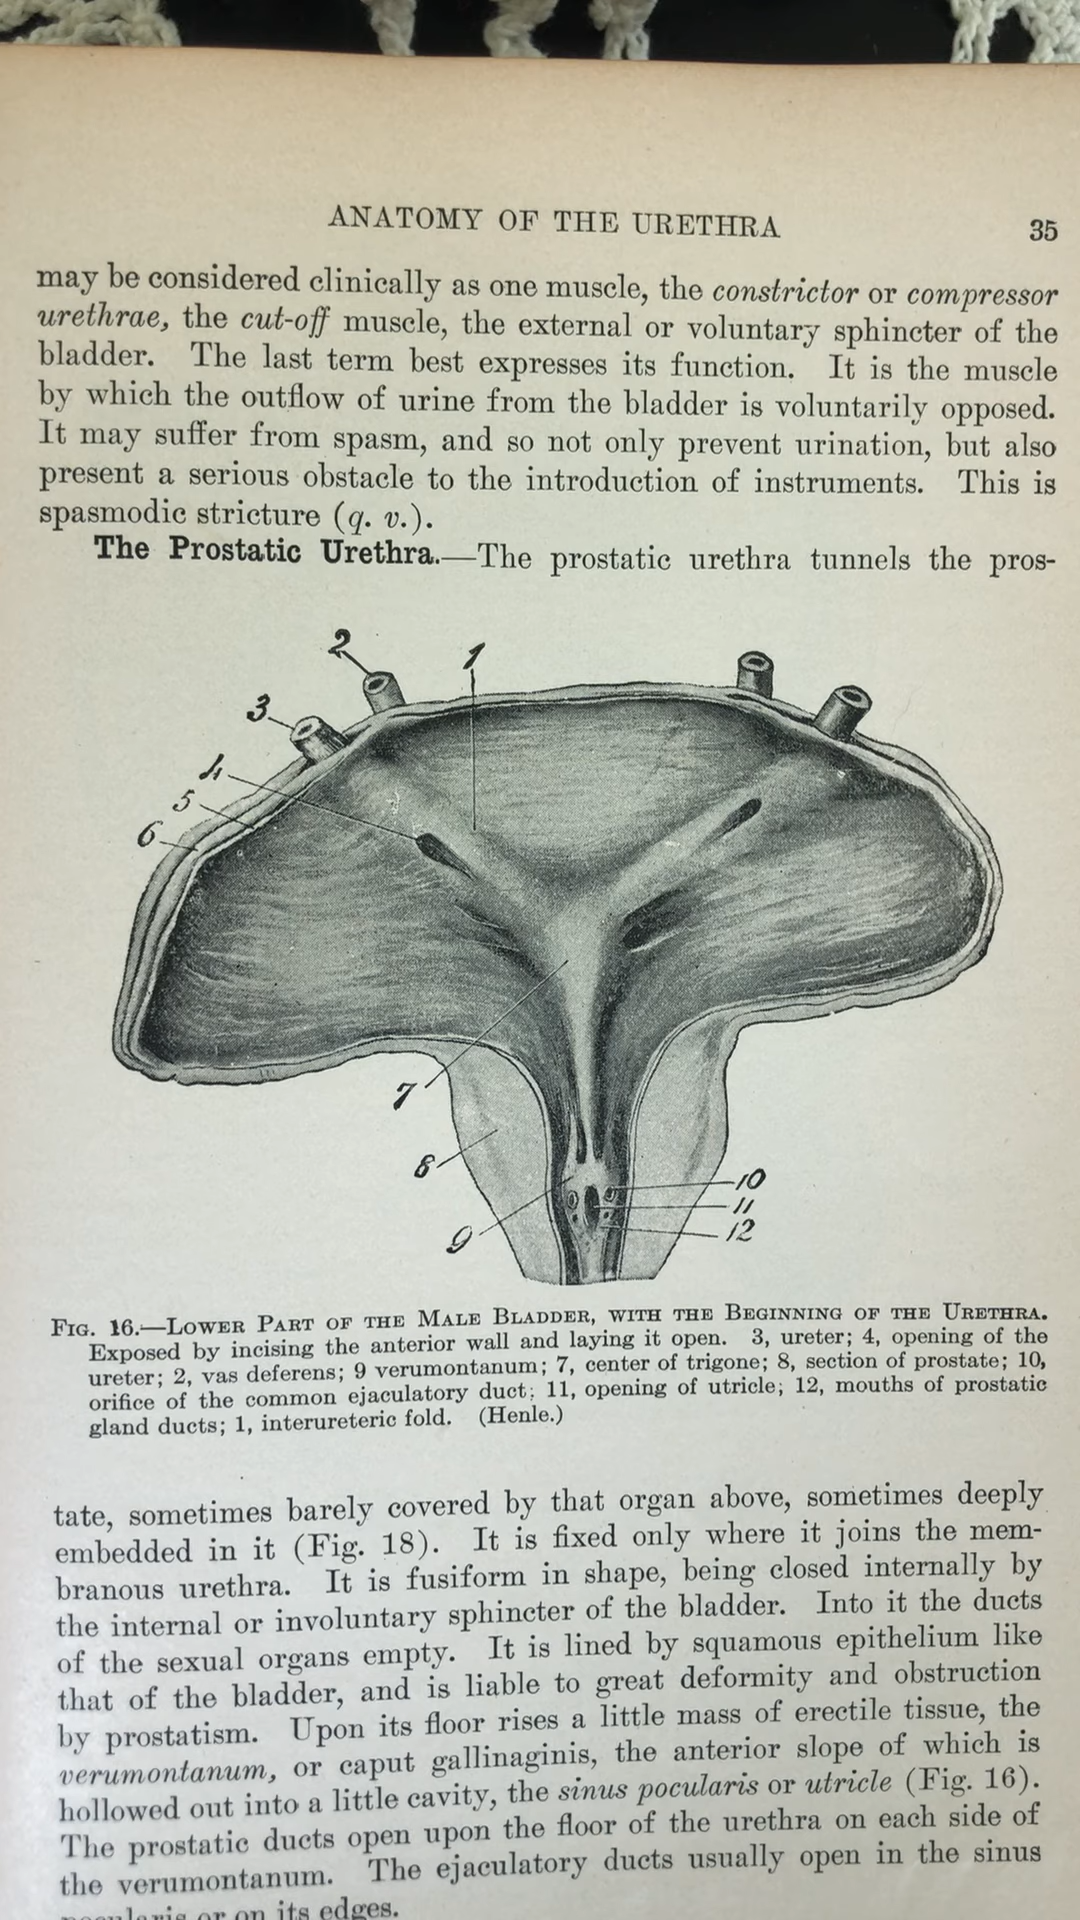 ANATOMY OF THE URETHRA 35
may be considered clinically as one muscle, the constrictor or compressor
urethrae, the cut-off muscle, the external or voluntary sphincter of the
bladder. The last term best expresses its function. It is the muscle
by which the outflow of urine from the bladder is voluntarily opposed.
It may suffer from spasm, and so not only prevent urination, but also
present a serious obstacle to the introduction of instruments. This is
spasmodic stricture (q. v.).
The Prostatic Urethra.—The prostatic urethra tunnels the pros-
2
1
3
4
5
6
7
8
9
10
11
12
FIG. 16.—LOWER PART OF THE MALE BLADDER, WITH THE BEGINNING OF THE URETHRA.
Exposed by incising the anterior wall and laying it open. 3, ureter; 4, opening of the
ureter; 2, vas deferens; 9 verumontanum; 7, center of trigone; 8, section of prostate; 10,
orifice of the common ejaculatory duct; 11, opening of utricle; 12, mouths of prostatic
gland ducts; 1, interureteric fold. (Henle.)
tate, sometimes barely covered by that organ above, sometimes deeply
embedded in it (Fig. 18). It is fixed only where it joins the mem-
branous urethra. It is fusiform in shape, being closed internally by
the internal or involuntary sphincter of the bladder. Into it the ducts
of the sexual organs empty. It is lined by squamous epithelium like
that of the bladder, and is liable to great deformity and obstruction
by prostatism. Upon its floor rises a little mass of erectile tissue, the
verumontanum, or caput gallinaginis, the anterior slope of which is
hollowed out into a little cavity, the sinus pocularis or utricle (Fig. 16).
The prostatic ducts open upon the floor of the urethra on each side of
the verumontanum. The ejaculatory ducts usually open in the sinus
pocularis or on its edges.